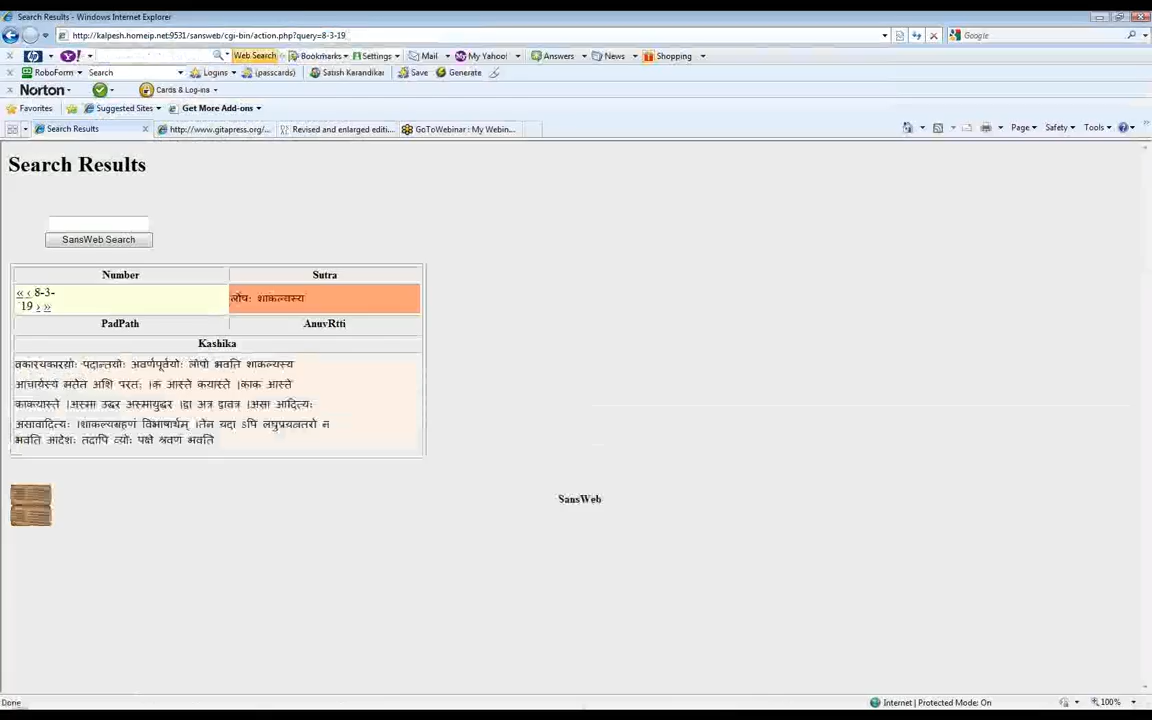 Search Results - Windows Internet Explorer
http://kalpesh.homeip.net:9531/sansweb/cgi-bin/action.php?query=8-3-19
Google
Web Search Bookmarks Settings Mail My Yahoo! Answers News Shopping
RoboForm Search Logins (passcards) Satish Karandikar Save Generate
Norton Cards & Log-ins
Favorites Suggested Sites Get More Add-ons
Search Results http://www.gitapress.org/... Revised and enlarged editi... GoToWebinar : My Webin... Page Safety Tools
Search Results
SansWeb Search
Number Sutra
« ‹ 8-3-
19 › »
लोपः शाकल्यस्य
PadPath AnuvRtti
Kashika
वकारयकारयोः पदान्तयोः अवर्णपूर्वयोः लोपो भवति शाकल्यस्य
आचार्यस्य मतेन अशि परतः ।क आस्ते कयास्ते ।काक आस्ते
काकयास्ते ।अस्मा उद्धर अस्मायुद्धर ।द्वा अत्र द्वावत्र ।असा आदित्यः
असावादित्यः ।शाकल्यग्रहणं विभाषार्थम् ।तेन यदा ऽपि लघुप्रयत्नतरो न
भवति आदेशः तदापि व्योः पक्षे श्रवणं भवति
SansWeb
Done
Internet | Protected Mode: On
100%